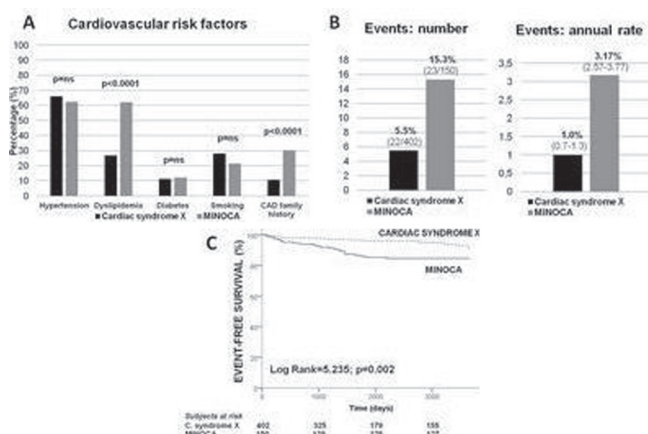 A
Cardiovascular risk factors
Percentage (%)
100
90
80
70
60
50
40
30
20
10
0
p=ns
p<0.0001
p=ns
p=ns
p<0.0001
Hypertension Dyslipidemia Diabetes Smoking CAD family history
Cardiac syndrome X MINOCA
B
Events: number
18
16
14
12
10
8
6
4
2
0
5.5%
(22/402)
15.3%
(23/150)
Cardiac syndrome X
MINOCA
Events: annual rate
3,5
3
2,5
2
1,5
1
0,5
0
1.0%
(0.7-1.3)
3.17%
(2.57-3.77)
Cardiac syndrome X
MINOCA
C
EVENT-FREE SURVIVAL (%)
CARDIAC SYNDROME X
MINOCA
Log Rank=5.235; p=0.002
Time (days)
Subjects at risk
C. syndrome X 402 325 179 155
MINOCA